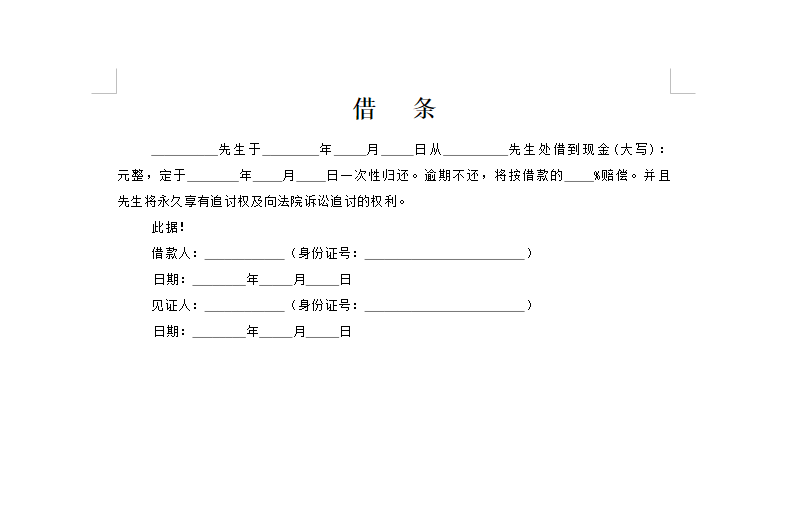 借 条
__________先生于________年_____月_____日从__________先生处借到现金(大写)：
元整，定于________年____月____日一次性归还。逾期不还，将按借款的____%赔偿。并且
先生将永久享有追讨权及向法院诉讼追讨的权利。
此据！
借款人：____________（身份证号：________________________）
日期：________年_____月_____日
见证人：____________（身份证号：________________________）
日期：________年_____月_____日